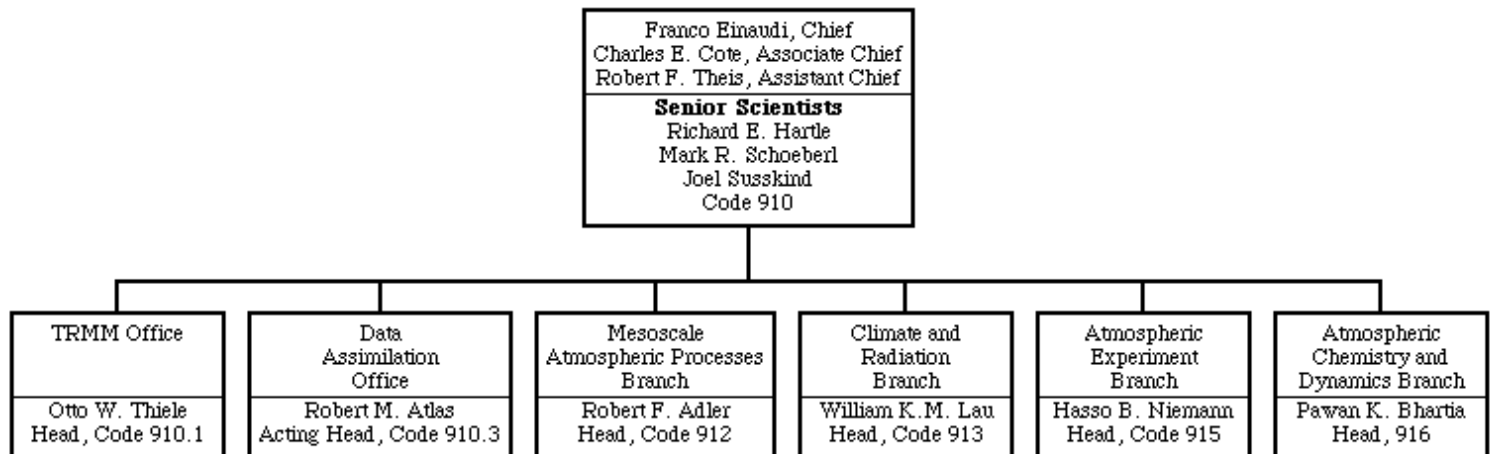 Franco Einaudi, Chief
Charles E. Cote, Associate Chief
Robert F. Theis, Assistant Chief
Senior Scientists
Richard E. Hartle
Mark R. Schoeberl
Joel Susskind
Code 910
TRMM Office
Otto W. Thiele
Head, Code 910.1
Data
Assimilation
Office
Robert M. Atlas
Acting Head, Code 910.3
Mesoscale
Atmospheric Processes
Branch
Robert F. Adler
Head, Code 912
Climate and
Radiation
Branch
William K.M. Lau
Head, Code 913
Atmospheric
Experiment
Branch
Hasso B. Niemann
Head, Code 915
Atmospheric
Chemistry and
Dynamics Branch
Pawan K. Bhartia
Head, 916